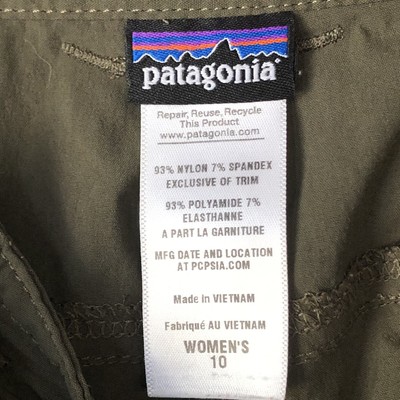 patagonia®
Repair, Reuse, Recycle
This Product
www.patagonia.com
93% NYLON 7% SPANDEX
EXCLUSIVE OF TRIM
93% POLYAMIDE 7%
ELASTHANNE
A PART LA GARNITURE
MFG DATE AND LOCATION
AT PCPSIA.COM
Made in VIETNAM
Fabriqué AU VIETNAM
WOMEN'S
10